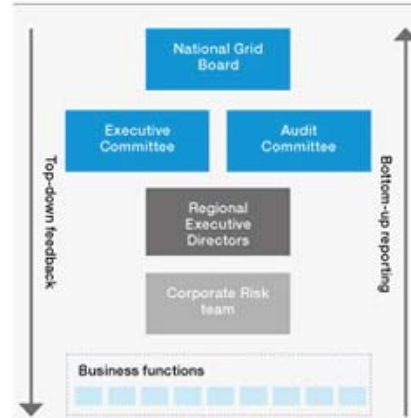 National Grid
Board
Executive
Committee
Audit
Committee
Top-down feedback
Bottom-up reporting
Regional
Executive
Directors
Corporate Risk
team
Business functions